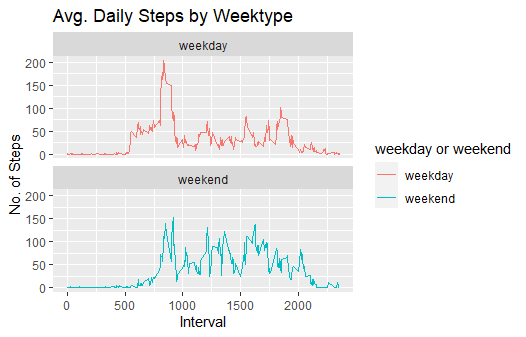 Avg. Daily Steps by Weektype
weekday
200
150
100
50
0
weekend
200
150
100
50
0
No. of Steps
0 500 1000 1500 2000
Interval
weekday or weekend
weekday
weekend